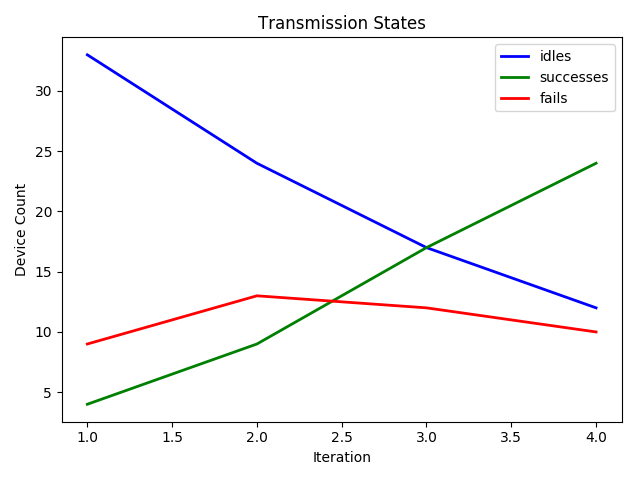 Transmission States
idles
successes
fails
Device Count
30
25
20
15
10
5
1.0 1.5 2.0 2.5 3.0 3.5 4.0
Iteration